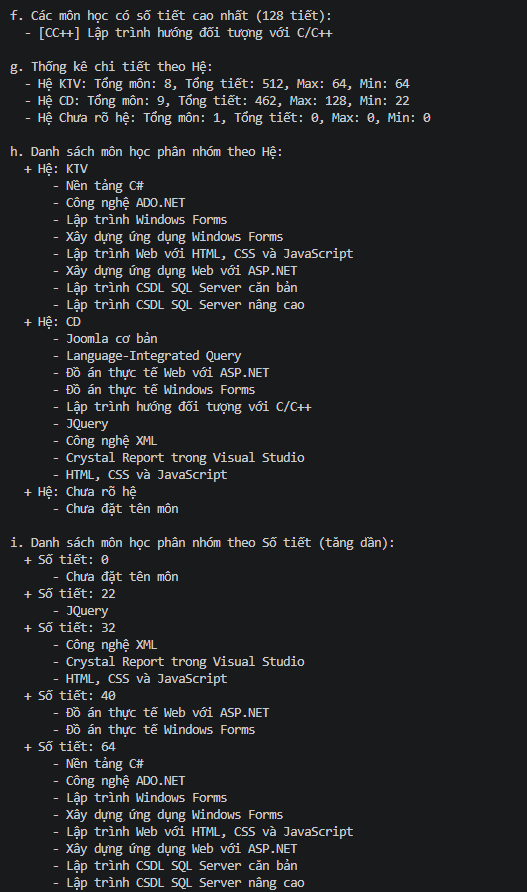 f. Các môn học có số tiết cao nhất (128 tiết):
- [CC++] Lập trình hướng đối tượng với C/C++
g. Thống kê chi tiết theo Hệ:
- Hệ KTV: Tổng môn: 8, Tổng tiết: 512, Max: 64, Min: 64
- Hệ CD: Tổng môn: 9, Tổng tiết: 462, Max: 128, Min: 22
- Hệ Chưa rõ hệ: Tổng môn: 1, Tổng tiết: 0, Max: 0, Min: 0
h. Danh sách môn học phân nhóm theo Hệ:
+ Hệ: KTV
- Nền tảng C#
- Công nghệ ADO.NET
- Lập trình Windows Forms
- Xây dựng ứng dụng Windows Forms
- Lập trình Web với HTML, CSS và JavaScript
- Xây dựng ứng dụng Web với ASP.NET
- Lập trình CSDL SQL Server căn bản
- Lập trình CSDL SQL Server nâng cao
+ Hệ: CD
- Joomla cơ bản
- Language-Integrated Query
- Đồ án thực tế Web với ASP.NET
- Đồ án thực tế Windows Forms
- Lập trình hướng đối tượng với C/C++
- JQuery
- Công nghệ XML
- Crystal Report trong Visual Studio
- HTML, CSS và JavaScript
+ Hệ: Chưa rõ hệ
- Chưa đặt tên môn
i. Danh sách môn học phân nhóm theo Số tiết (tăng dần):
+ Số tiết: 0
- Chưa đặt tên môn
+ Số tiết: 22
- JQuery
+ Số tiết: 32
- Công nghệ XML
- Crystal Report trong Visual Studio
- HTML, CSS và JavaScript
+ Số tiết: 40
- Đồ án thực tế Web với ASP.NET
- Đồ án thực tế Windows Forms
+ Số tiết: 64
- Nền tảng C#
- Công nghệ ADO.NET
- Lập trình Windows Forms
- Xây dựng ứng dụng Windows Forms
- Lập trình Web với HTML, CSS và JavaScript
- Xây dựng ứng dụng Web với ASP.NET
- Lập trình CSDL SQL Server căn bản
- Lập trình CSDL SQL Server nâng cao